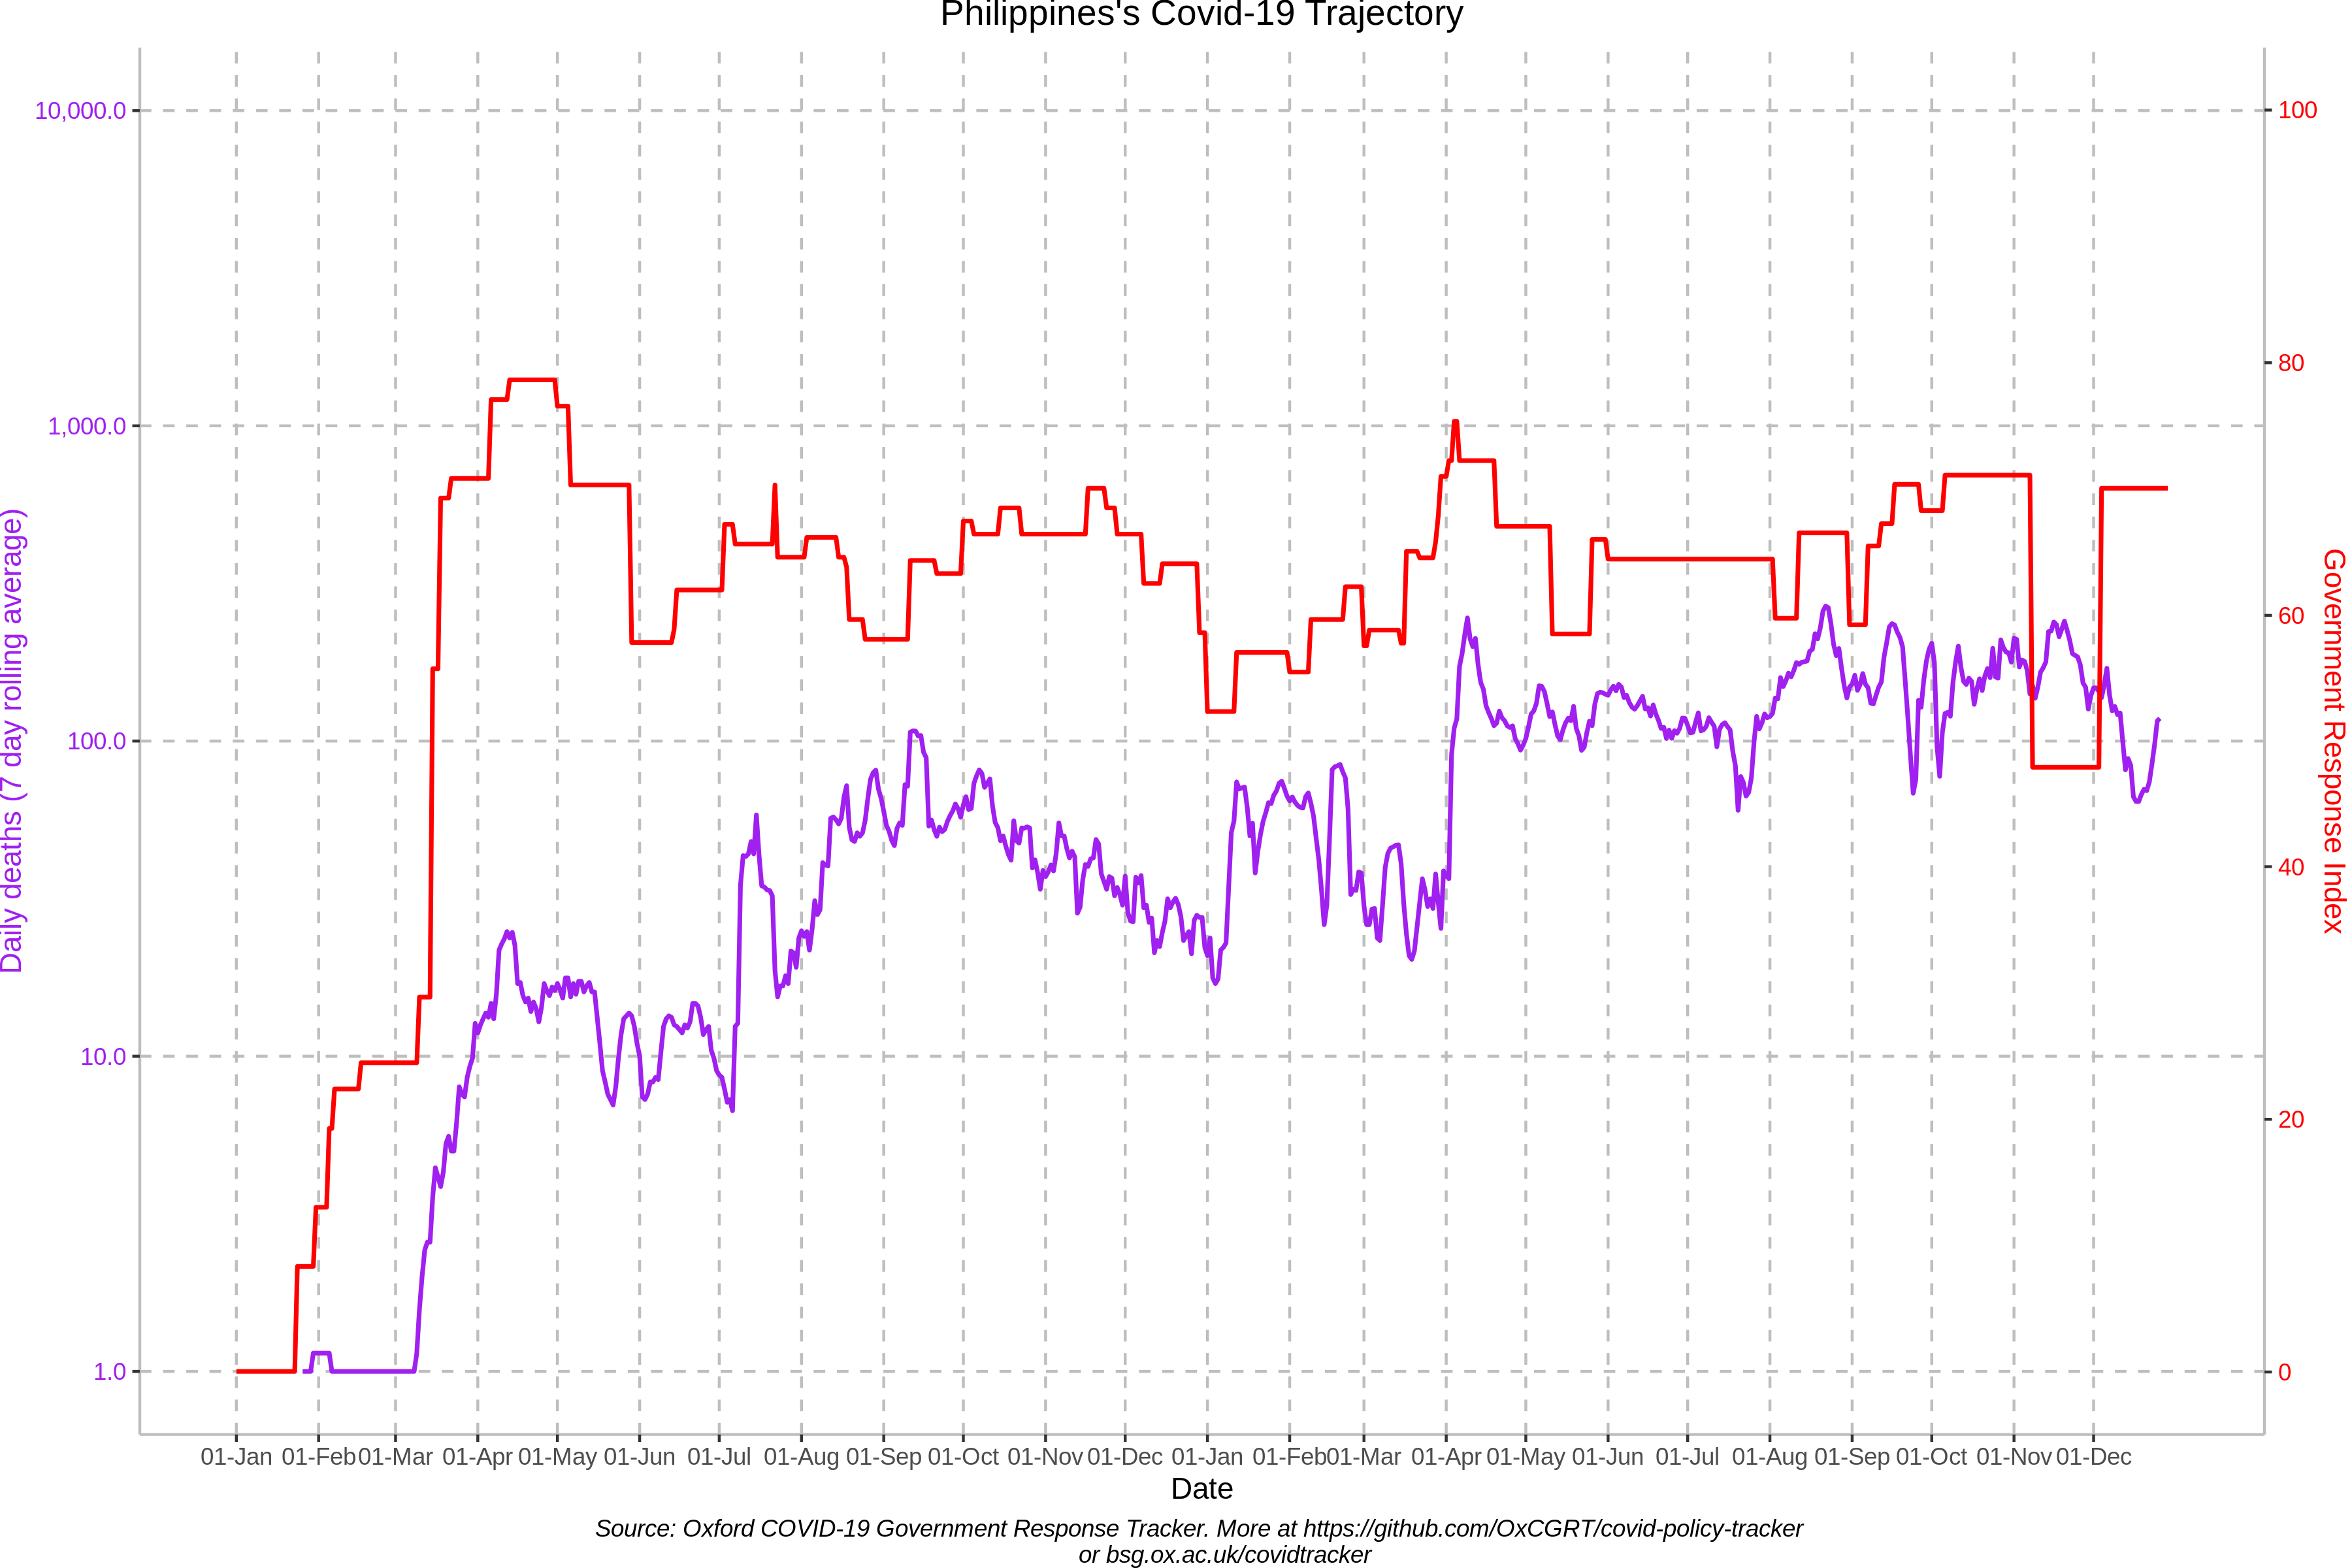 Philippines's Covid-19 Trajectory
10,000.0
1,000.0
100.0
10.0
1.0
Daily deaths (7 day rolling average)
100
80
60
40
20
0
Government Response Index
01-Jan 01-Feb 01-Mar 01-Apr 01-May 01-Jun 01-Jul 01-Aug 01-Sep 01-Oct 01-Nov 01-Dec 01-Jan 01-Feb 01-Mar 01-Apr 01-May 01-Jun 01-Jul 01-Aug 01-Sep 01-Oct 01-Nov 01-Dec
Date
Source: Oxford COVID-19 Government Response Tracker. More at https://github.com/OxCGRT/covid-policy-tracker
or bsg.ox.ac.uk/covidtracker